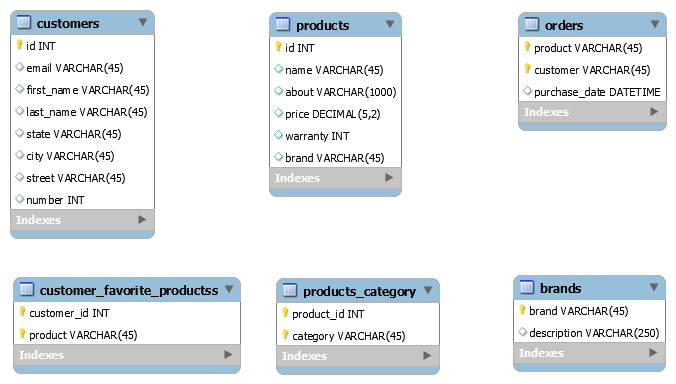 customers
id INT
email VARCHAR(45)
first_name VARCHAR(45)
last_name VARCHAR(45)
state VARCHAR(45)
city VARCHAR(45)
street VARCHAR(45)
number INT
Indexes
products
id INT
name VARCHAR(45)
about VARCHAR(1000)
price DECIMAL(5,2)
warranty INT
brand VARCHAR(45)
Indexes
orders
product VARCHAR(45)
customer VARCHAR(45)
purchase_date DATETIME
Indexes
customer_favorite_productss
customer_id INT
product VARCHAR(45)
Indexes
products_category
product_id INT
category VARCHAR(45)
Indexes
brands
brand VARCHAR(45)
description VARCHAR(250)
Indexes